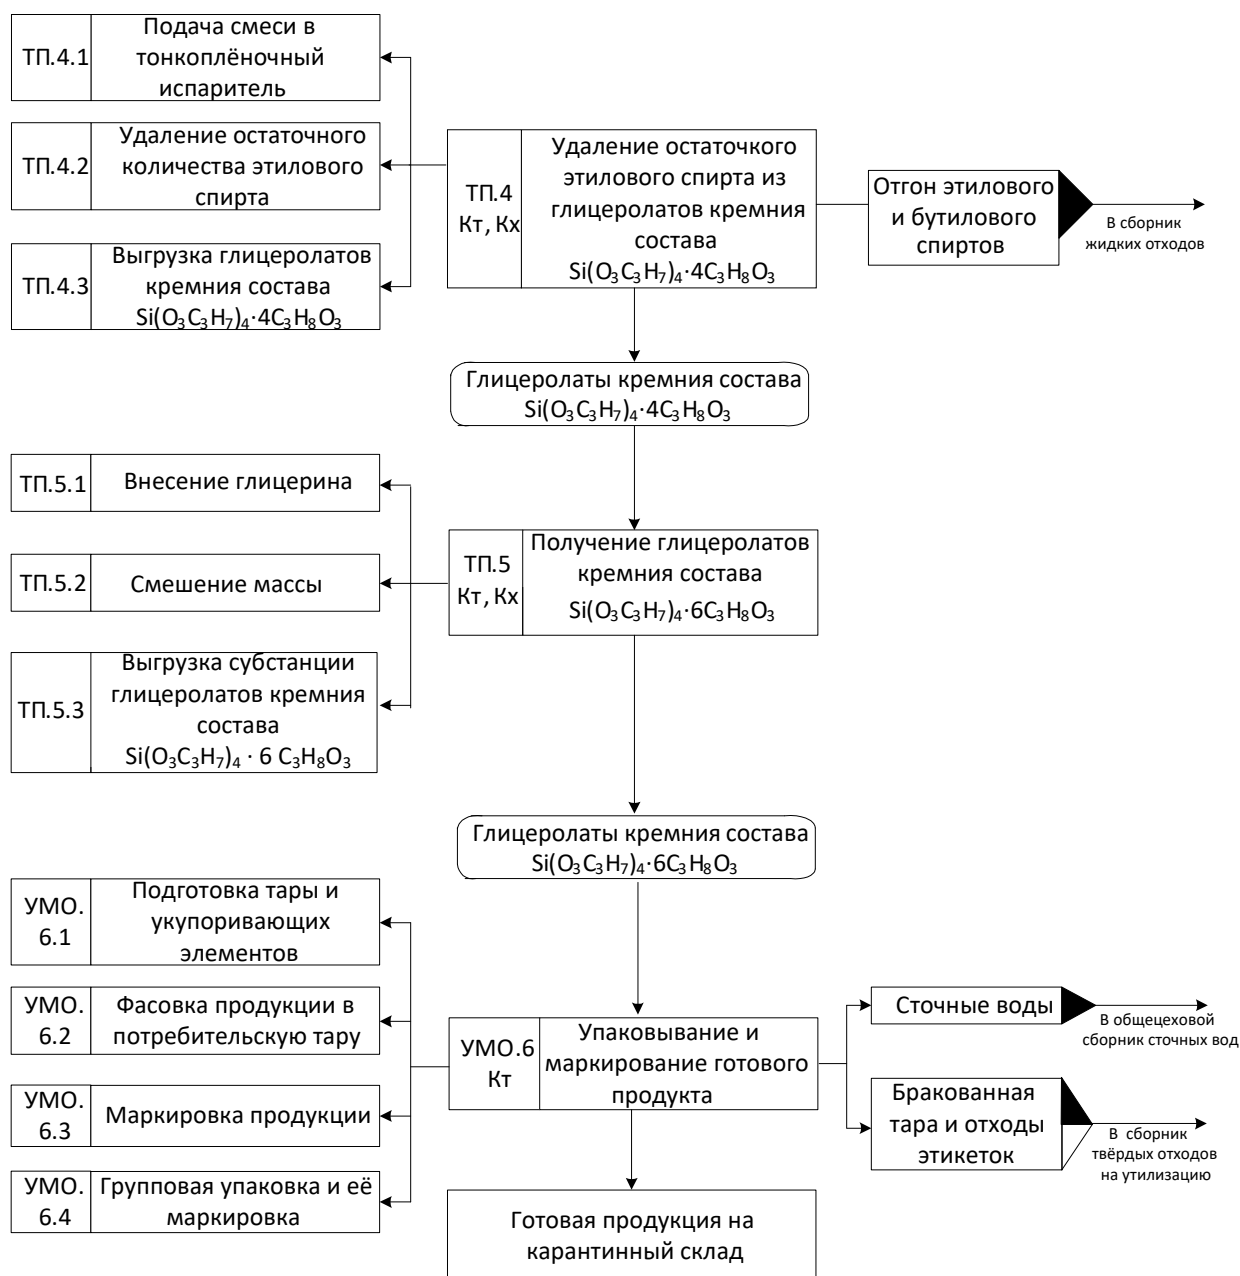 ТП.4.1
Подача смеси в
тонкоплёночный
испаритель
ТП.4.2
Удаление остаточного
количества этилового
спирта
ТП.4.3
Выгрузка глицеролатов
кремния состава
Si(O₃C₃H₇)₄·4C₃H₈O₃
ТП.4
Кт, Кх
Удаление остаточкого
этилового спирта из
глицеролатов кремния
состава
Si(O₃C₃H₇)₄·4C₃H₈O₃
Отгон этилового
и бутилового
спиртов
В сборник
жидких отходов
Глицеролаты кремния состава
Si(O₃C₃H₇)₄·4C₃H₈O₃
ТП.5.1
Внесение глицерина
ТП.5.2
Смешение массы
ТП.5.3
Выгрузка субстанции
глицеролатов кремния
состава
Si(O₃C₃H₇)₄ · 6 C₃H₈O₃
ТП.5
Кт, Кх
Получение глицеролатов
кремния состава
Si(O₃C₃H₇)₄·6C₃H₈O₃
Глицеролаты кремния состава
Si(O₃C₃H₇)₄·6C₃H₈O₃
УМО.
6.1
Подготовка тары и
укупоривающих
элементов
УМО.
6.2
Фасовка продукции в
потребительскую тару
УМО.
6.3
Маркировка продукции
УМО.
6.4
Групповая упаковка и её
маркировка
УМО.6
Кт
Упаковывание и
маркирование готового
продукта
Сточные воды
В общецеховой
сборник сточных вод
Бракованная
тара и отходы
этикеток
В сборник
твёрдых отходов
на утилизацию
Готовая продукция на
карантинный склад